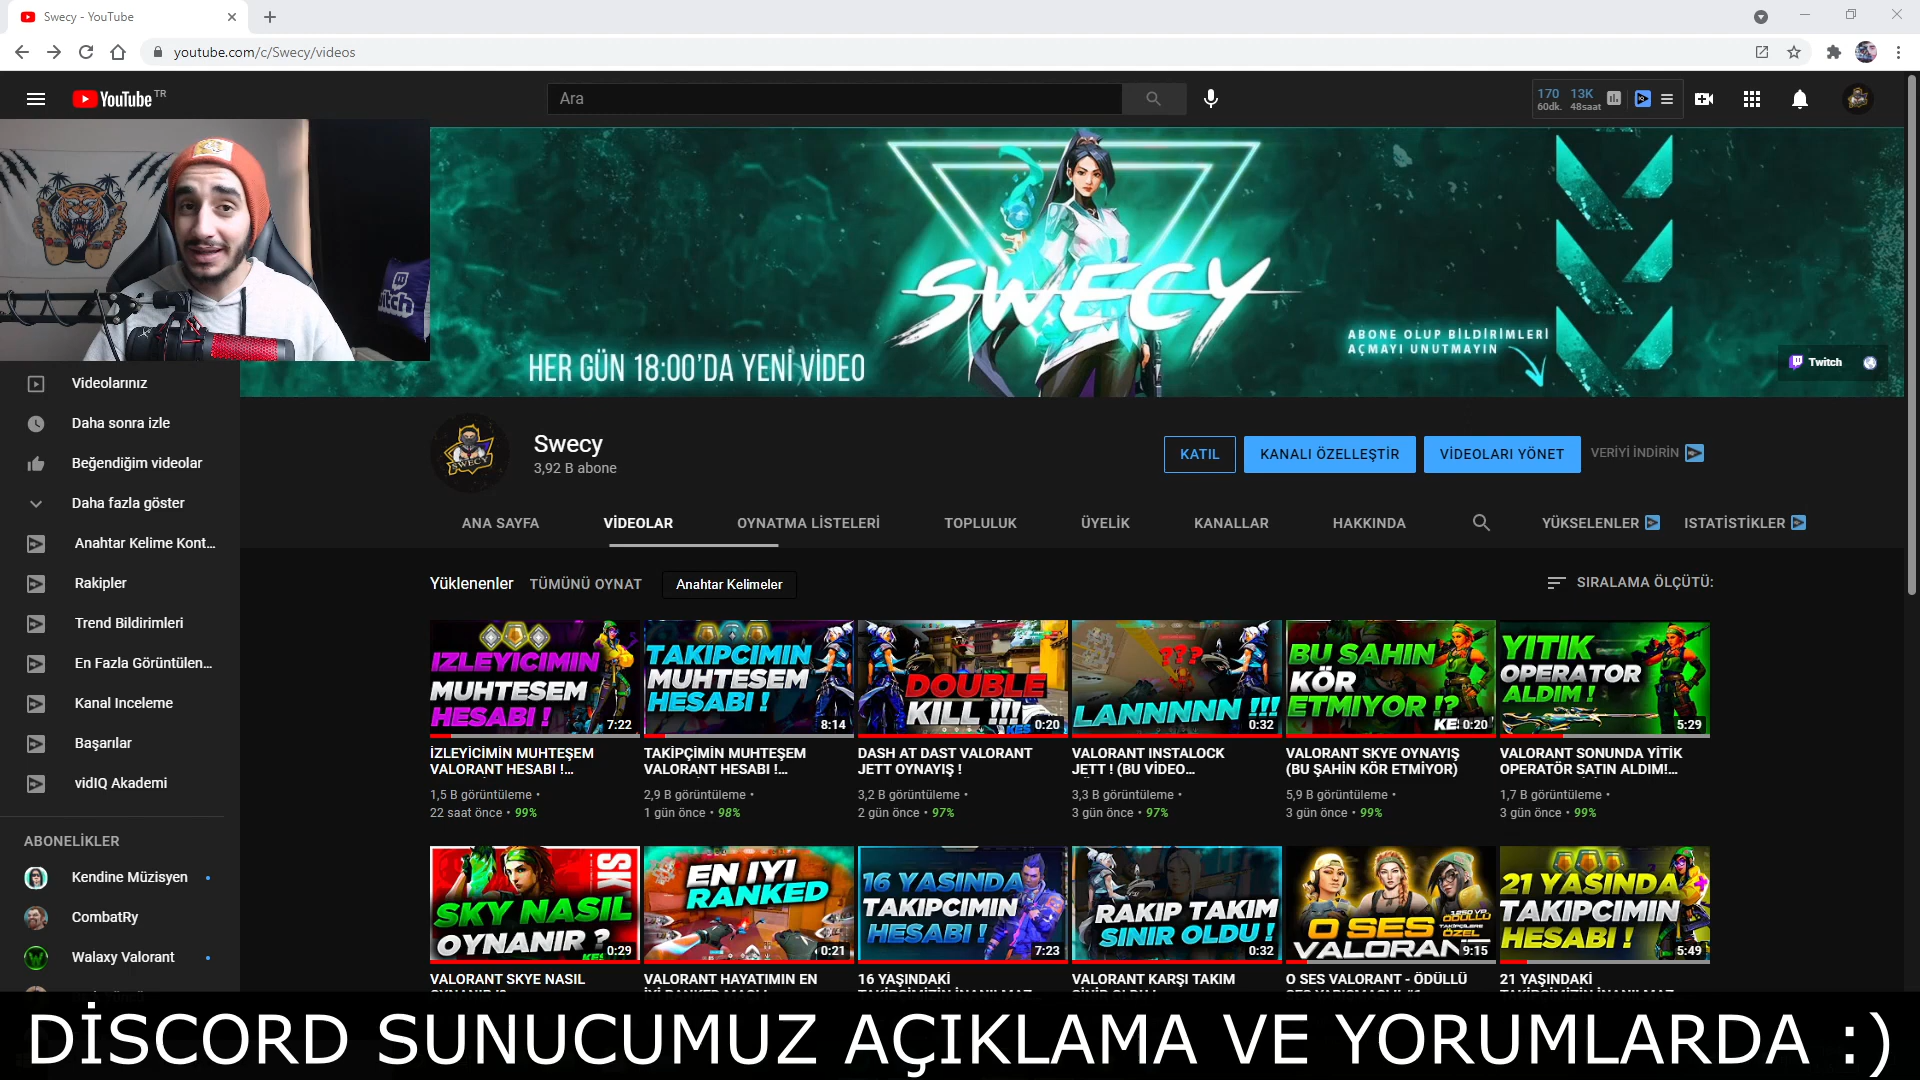 Swecy - YouTube
youtube.com/c/Swecy/videos
YouTube TR
Ara
170 13K
60dk. 48saat
SWECY
HER GÜN 18:00'DA YENİ VİDEO
ABONE OLUP BİLDİRİMLERİ
AÇMAYI UNUTMAYIN
Twitch
Videolarınız
Daha sonra izle
Beğendiğim videolar
Daha fazla göster
Anahtar Kelime Kont...
Rakipler
Trend Bildirimleri
En Fazla Görüntülen...
Kanal Inceleme
Başarılar
vidIQ Akademi
ABONELİKLER
Kendine Müzisyen
CombatRy
Walaxy Valorant
SWECY
Swecy
3,92 B abone
KATIL
KANALI ÖZELLEŞTİR
VİDEOLARI YÖNET
VERİYİ İNDİRİN
ANA SAYFA
VİDEOLAR
OYNATMA LİSTELERİ
TOPLULUK
ÜYELİK
KANALLAR
HAKKINDA
YÜKSELENLER
ISTATİSTİKLER
Yüklenenler
TÜMÜNÜ OYNAT
Anahtar Kelimeler
SIRALAMA ÖLÇÜTÜ:
IZLEYICIMIN
MUHTESEM
HESABI !
7:22
İZLEYİCİMİN MUHTEŞEM
VALORANT HESABI !...
1,5 B görüntüleme •
22 saat önce • 99%
TAKIPCIMIN
MUHTESEM
HESABI !
8:14
TAKİPÇİMİN MUHTEŞEM
VALORANT HESABI !...
2,9 B görüntüleme •
1 gün önce • 98%
DOUBLE
KILL !!!
0:20
DASH AT DAST VALORANT
JETT OYNAYIŞ !
3,2 B görüntüleme •
2 gün önce • 97%
???
LANNNNN !!!
0:32
VALORANT INSTALOCK
JETT ! (BU VİDEO...
3,3 B görüntüleme •
3 gün önce • 97%
BU SAHIN
KÖR
ETMIYOR !?
0:20
VALORANT SKYE OYNAYIŞ
(BU ŞAHİN KÖR ETMİYOR)
5,9 B görüntüleme •
3 gün önce • 99%
YITIK
OPERATOR
ALDIM !
5:29
VALORANT SONUNDA YİTİK
OPERATÖR SATIN ALDIM!...
1,7 B görüntüleme •
3 gün önce • 99%
SKY NASIL
OYNANIR ?
0:29
VALORANT SKYE NASIL
EN IYI
RANKED
0:21
VALORANT HAYATIMIN EN
16 YASINDA
TAKIPCIMIN
HESABI !
7:23
16 YAŞINDAKİ
RAKIP TAKIM
SINIR OLDU !
0:32
VALORANT KARŞI TAKIM
O SES
VALORAN
1250 VP
ÖDÜLLÜ
TAKIPCILERE
ÖZEL
9:15
O SES VALORANT - ÖDÜLLÜ
21 YASINDA
TAKIPCIMIN
HESABI !
5:49
21 YAŞINDAKİ
DİSCORD SUNUCUMUZ AÇIKLAMA VE YORUMLARDA :)